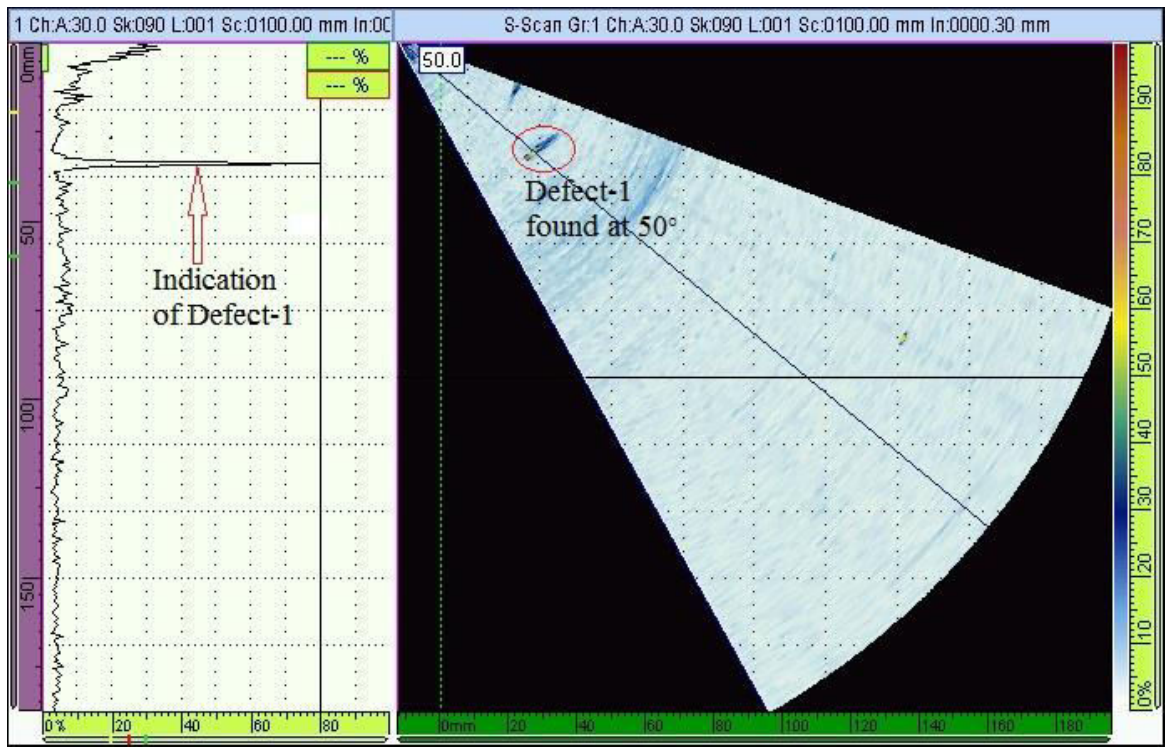 1 Ch:A:30.0 Sk:090 L:001 Sc:0100.00 mm In:00
S-Scan Gr:1 Ch:A:30.0 Sk:090 L:001 Sc:0100.00 mm In:0000.30 mm
--- %
--- %
50.0
Defect-1
found at 50°
Indication
of Defect-1
0mm
50
100
150
0% 20 40 60 80
0mm 20 40 60 80 100 120 140 160 180
90
80
70
60
50
40
30
20
10
0%